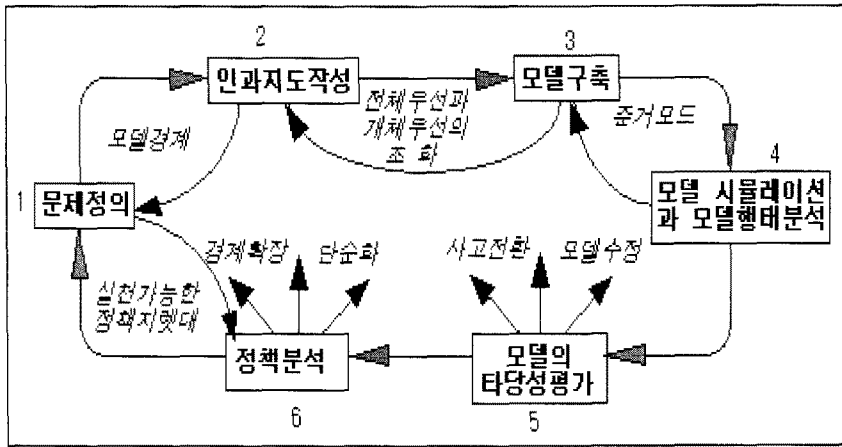 2
인과지도작성
3
모델구축
전체우선과
개체우선의
조화
준거모드
모델경계
4
모델 시뮬레이션
과 모델행태분석
1
문제정의
경계확장
단순화
사고전환
모델수정
실천가능한
정책지렛대
정책분석
6
모델의
타당성평가
5